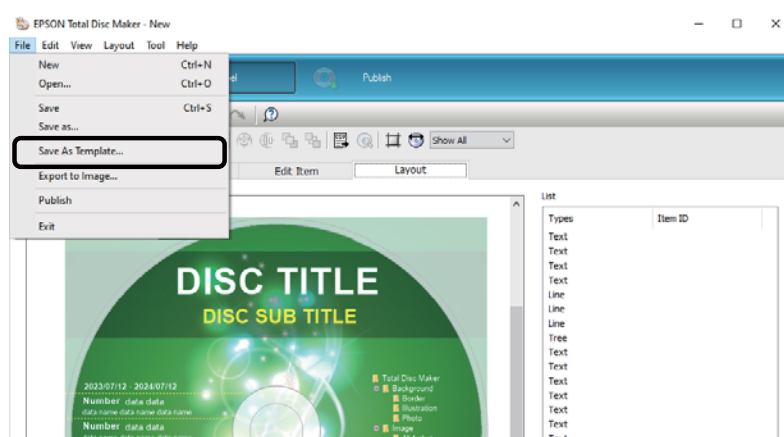 EPSON Total Disc Maker - New
File Edit View Layout Tool Help
New Ctrl+N
Open... Ctrl+O
Save Ctrl+S
Save as...
Save As Template...
Export to Image...
Publish
Exit
Publish
Show All
Edit Item Layout
List
Types Item ID
Text
Text
Text
Text
Line
Line
Line
Tree
Text
Text
Text
Text
Text
Text
DISC TITLE
DISC SUB TITLE
2023/07/12 - 2024/07/12
Number data data
data name data name data name
Number data data
Total Disc Maker
Background
Border
Illustration
Photo
Image